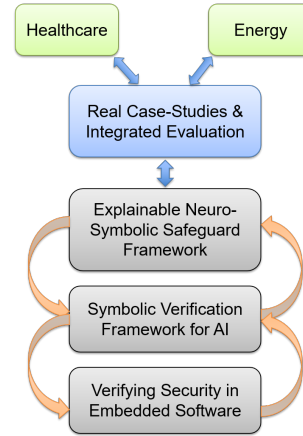 Healthcare
Energy
Real Case-Studies &
Integrated Evaluation
Explainable Neuro-
Symbolic Safeguard
Framework
Symbolic Verification
Framework for AI
Verifying Security in
Embedded Software